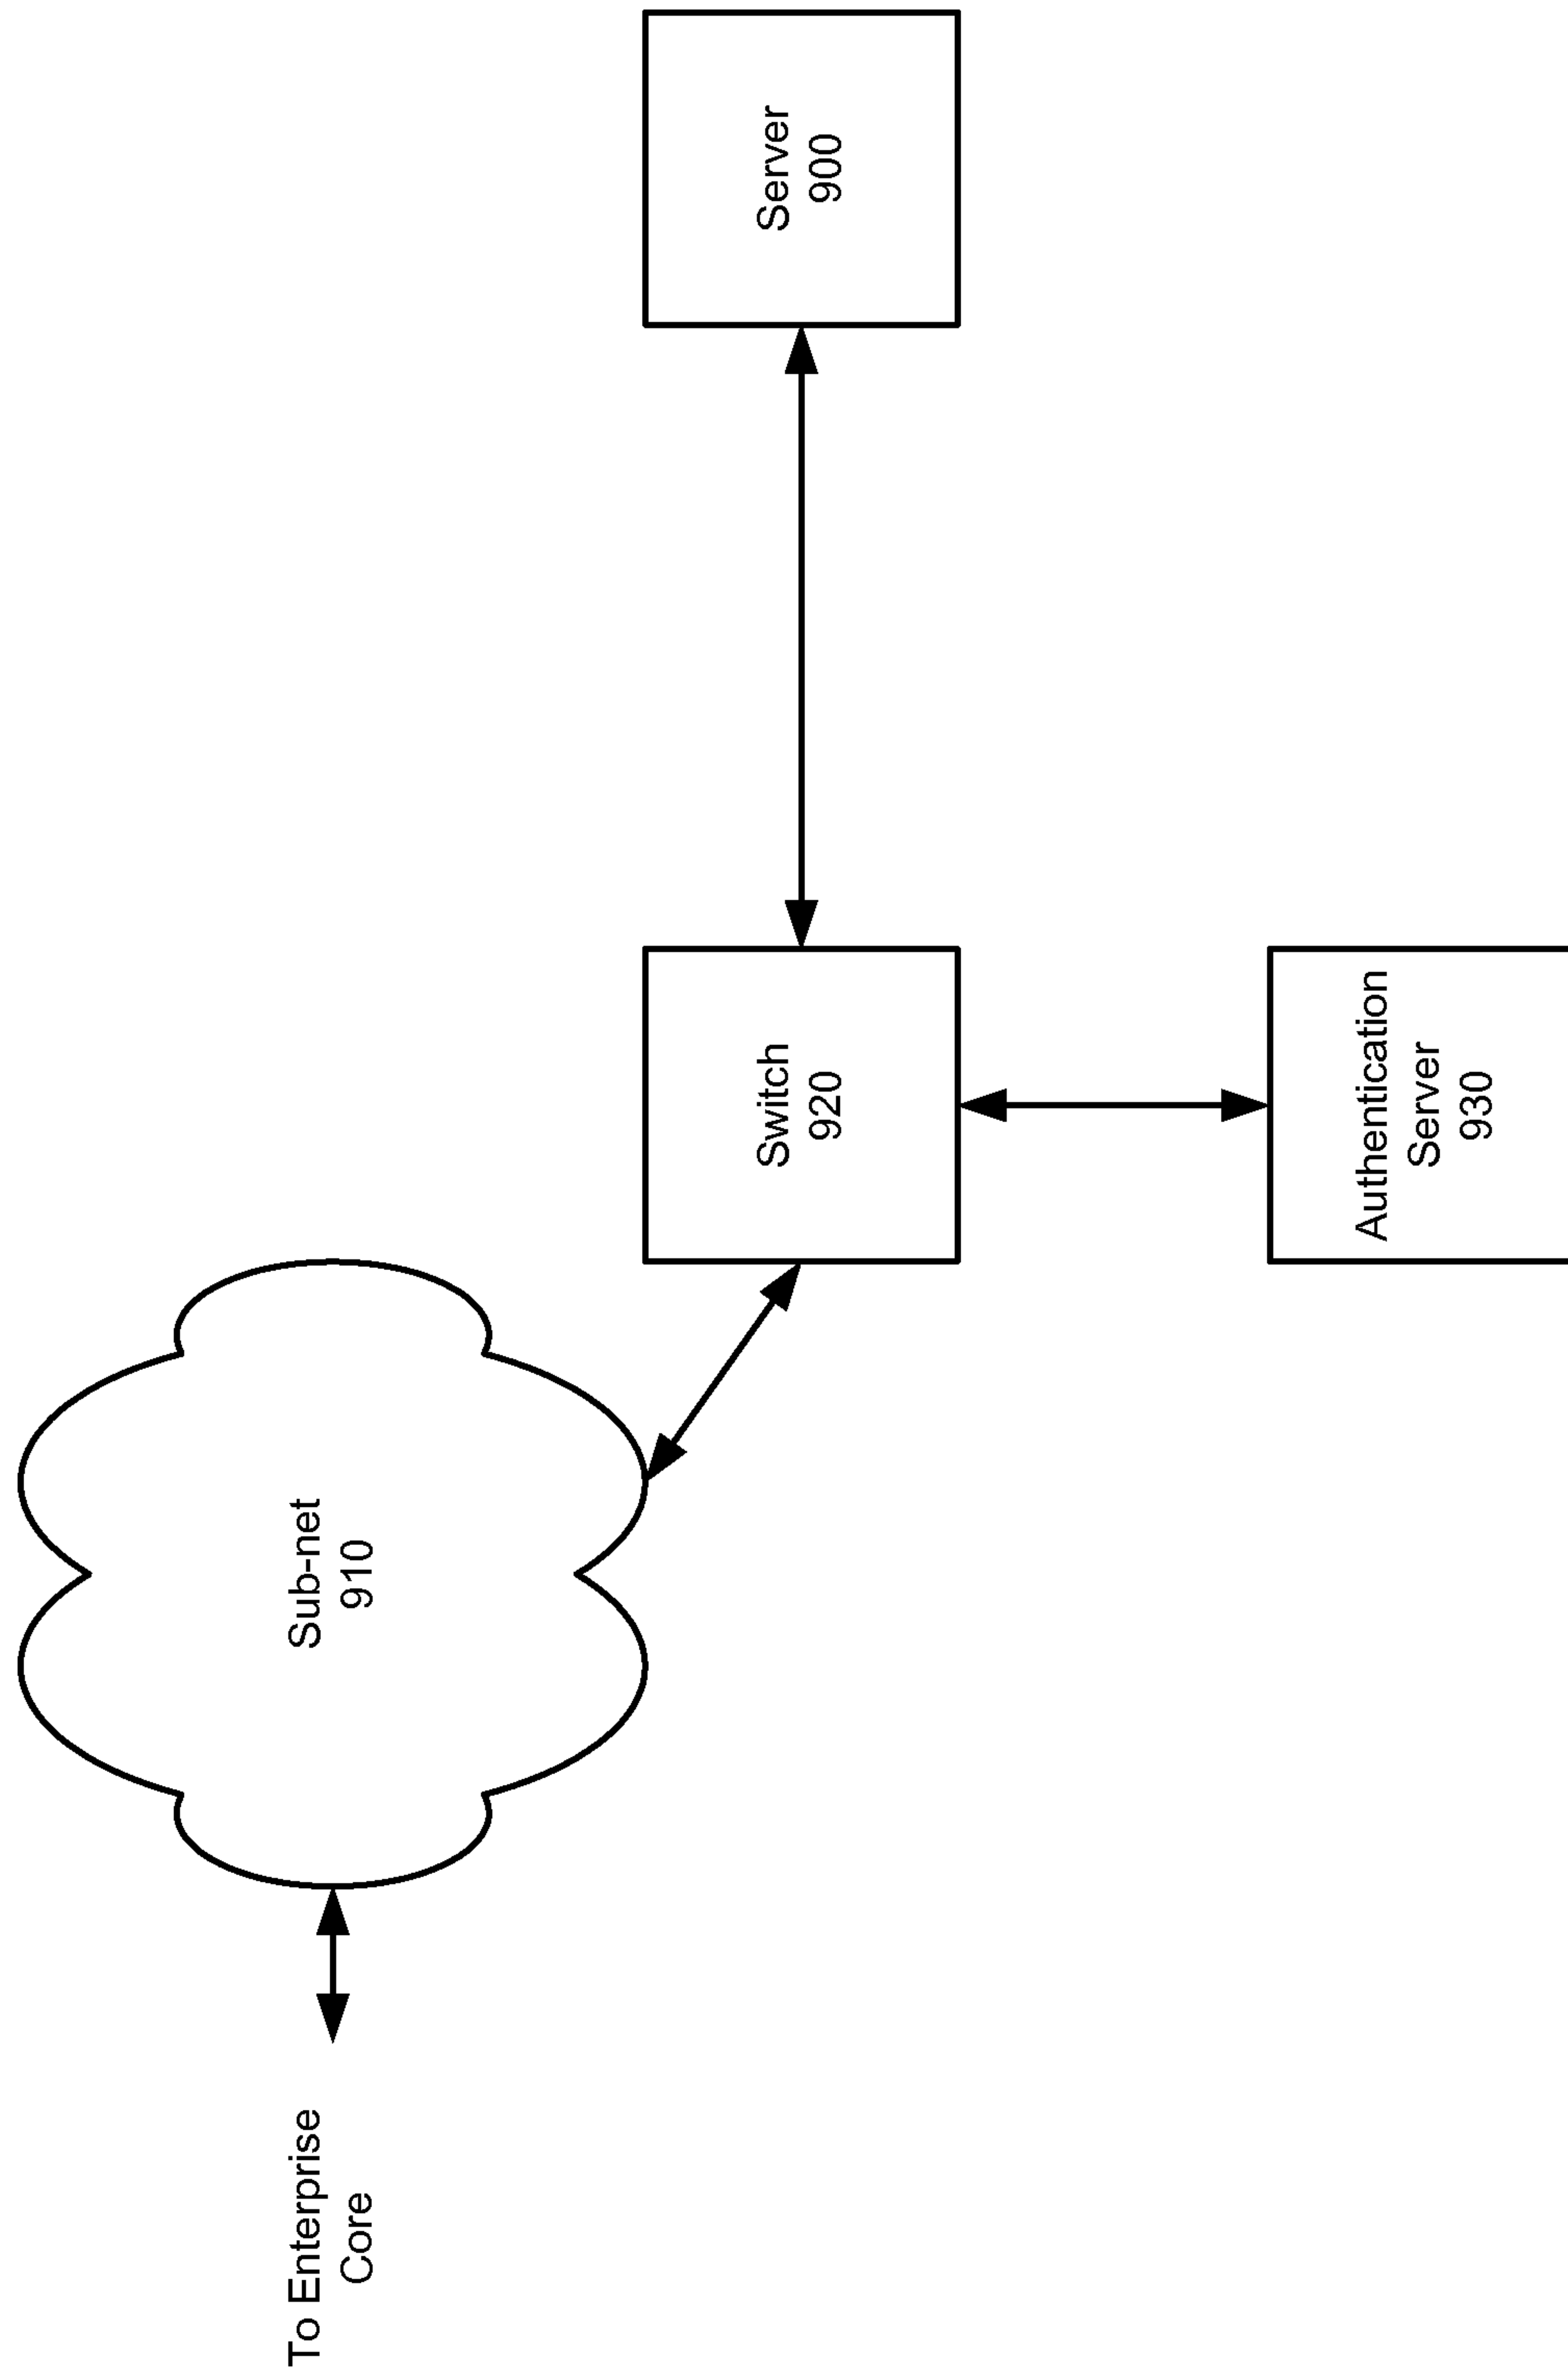 To Enterprise
Core
Sub-net
910
Switch
920
Server
900
Authentication
Server
930